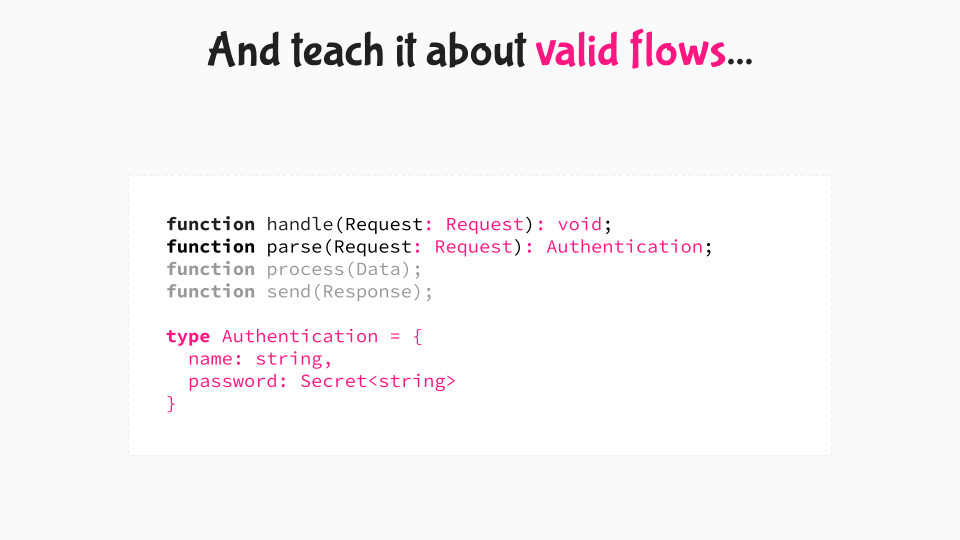 And teach it about valid flows...
function handle(Request: Request): void;
function parse(Request: Request): Authentication;
function process(Data);
function send(Response);
type Authentication = {
  name: string,
  password: Secret<string>
}